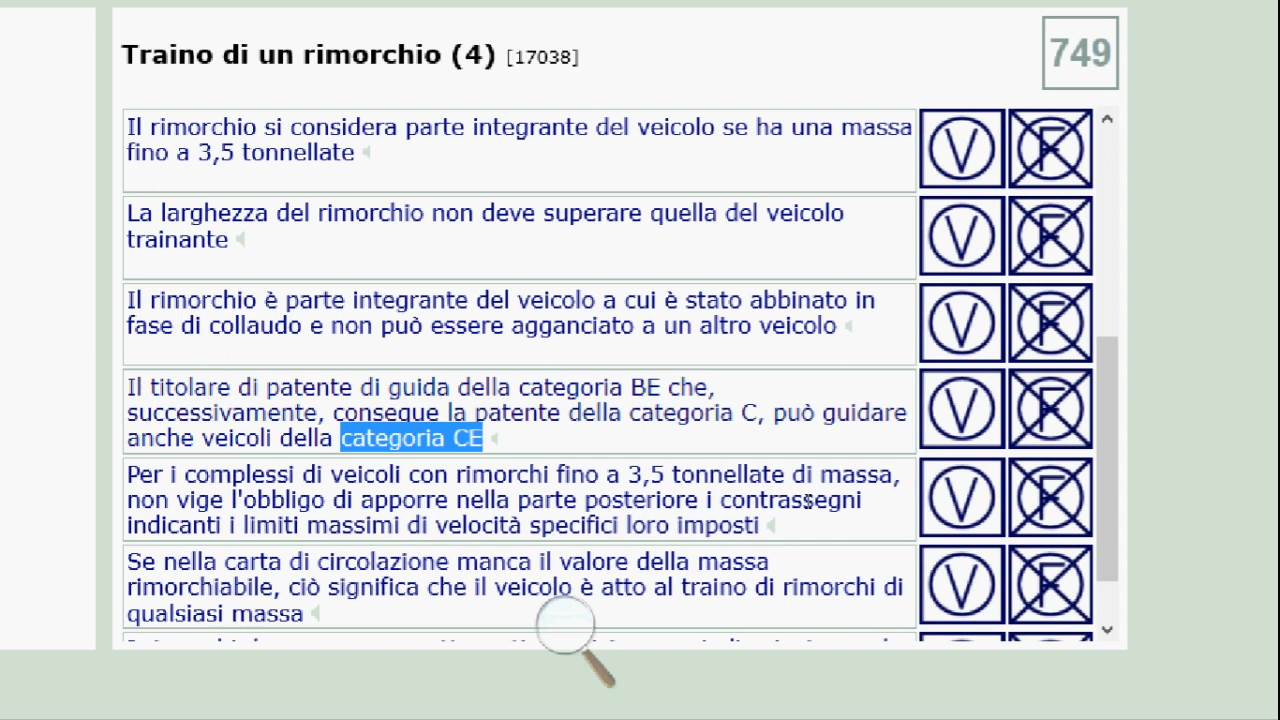 Traino di un rimorchio (4) [17038]
749
Il rimorchio si considera parte integrante del veicolo se ha una massa
fino a 3,5 tonnellate
V F
La larghezza del rimorchio non deve superare quella del veicolo
trainante
V F
Il rimorchio è parte integrante del veicolo a cui è stato abbinato in
fase di collaudo e non può essere agganciato a un altro veicolo
V F
Il titolare di patente di guida della categoria BE che,
successivamente, consegue la patente della categoria C, può guidare
anche veicoli della categoria CE
V F
Per i complessi di veicoli con rimorchi fino a 3,5 tonnellate di massa,
non vige l'obbligo di apporre nella parte posteriore i contrassegni
indicanti i limiti massimi di velocità specifici loro imposti
V F
Se nella carta di circolazione manca il valore della massa
rimorchiabile, ciò significa che il veicolo è atto al traino di rimorchi di
qualsiasi massa
V F